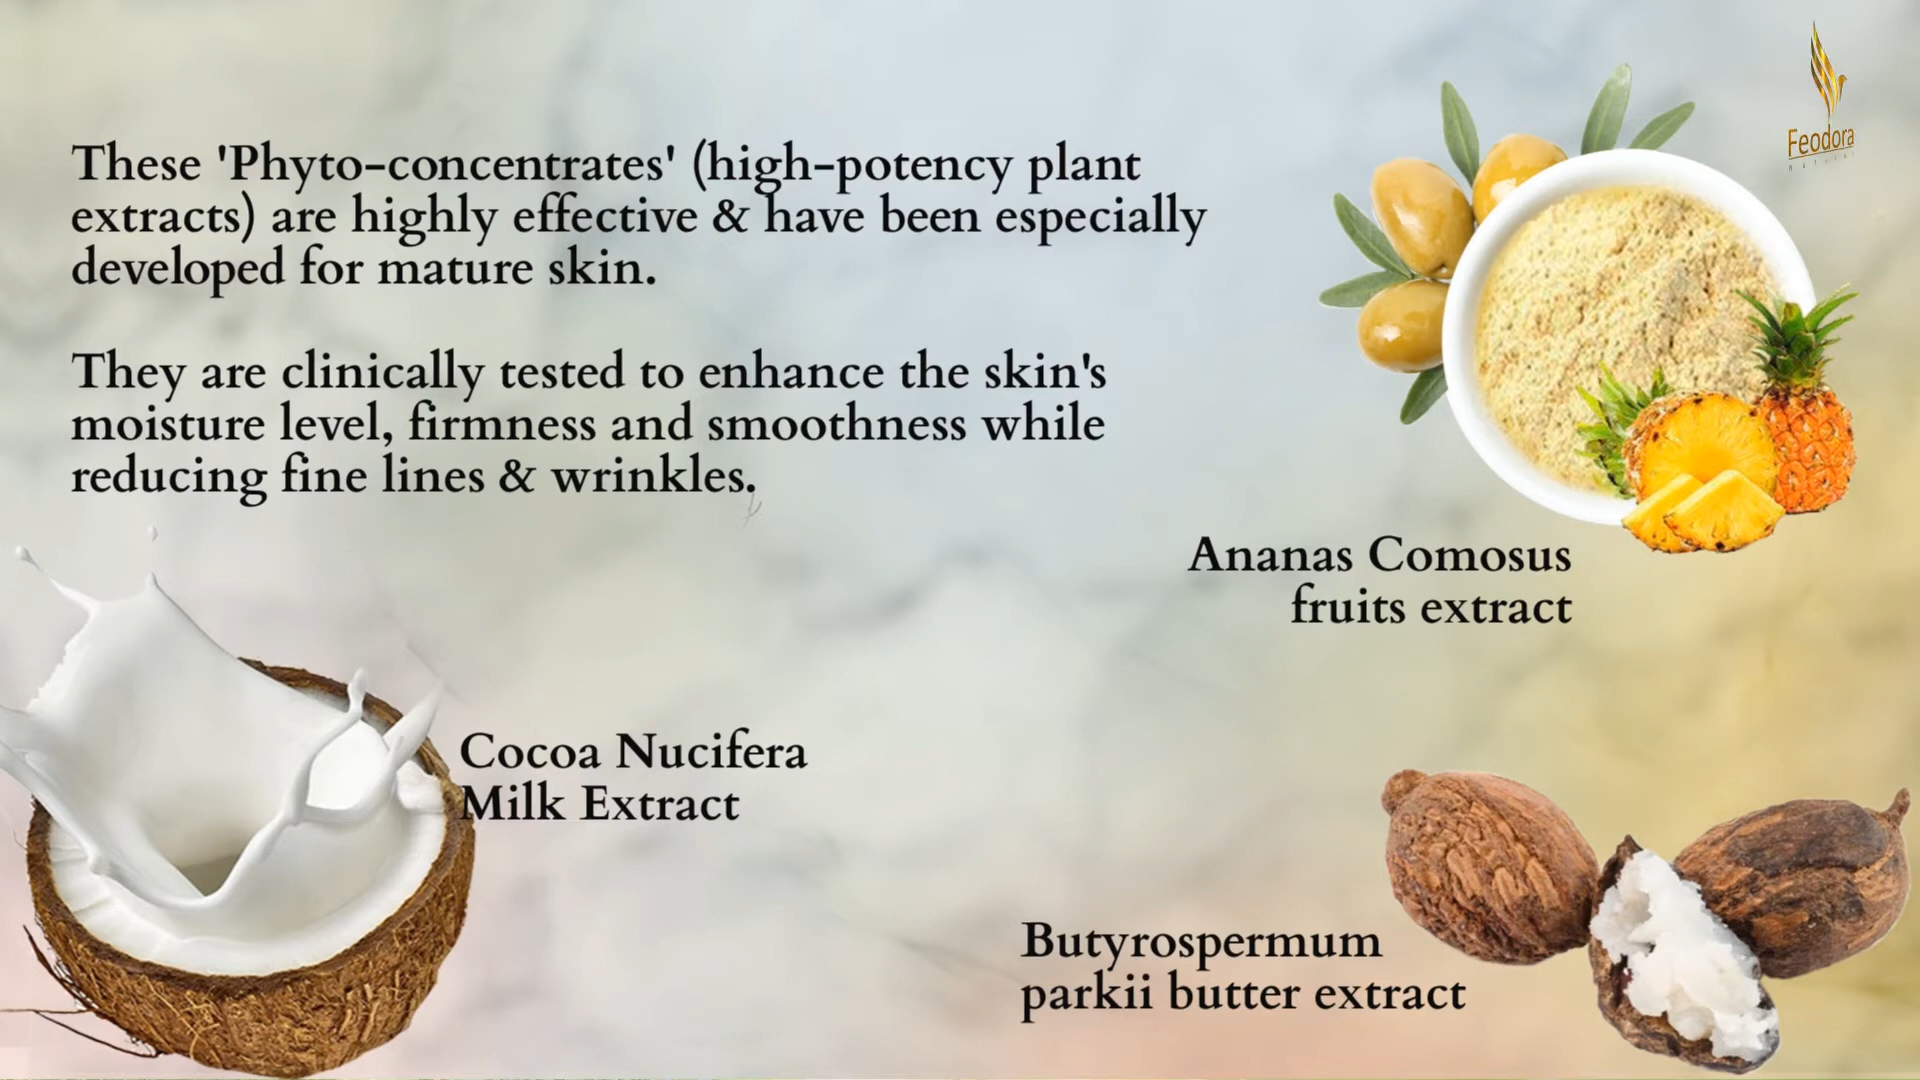 These 'Phyto-concentrates' (high-potency plant
extracts) are highly effective & have been especially
developed for mature skin.
They are clinically tested to enhance the skin's
moisture level, firmness and smoothness while
reducing fine lines & wrinkles.
Feodora
Ananas Comosus
fruits extract
Cocoa Nucifera
Milk Extract
Butyrospermum
parkii butter extract